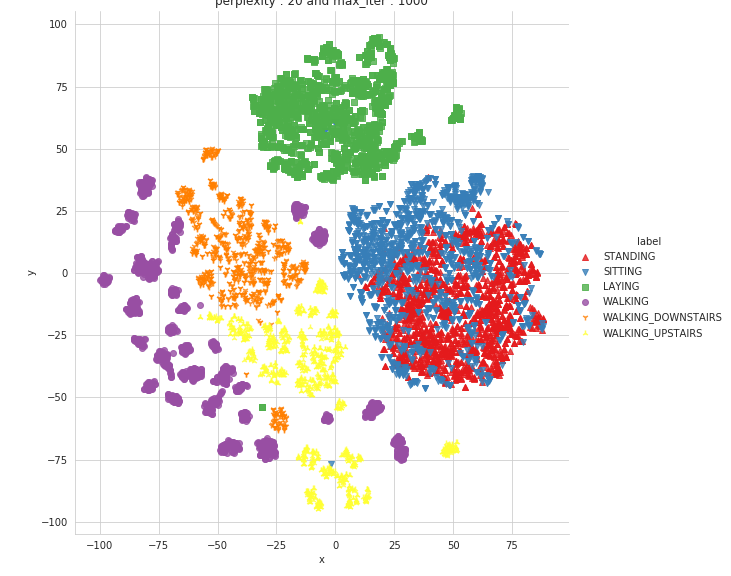 perplexity : 20 and max_iter : 1000
100
75
50
25
0
−25
−50
−75
−100
y
−100
−75
−50
−25
0
25
50
75
x
label
STANDING
SITTING
LAYING
WALKING
WALKING_DOWNSTAIRS
WALKING_UPSTAIRS